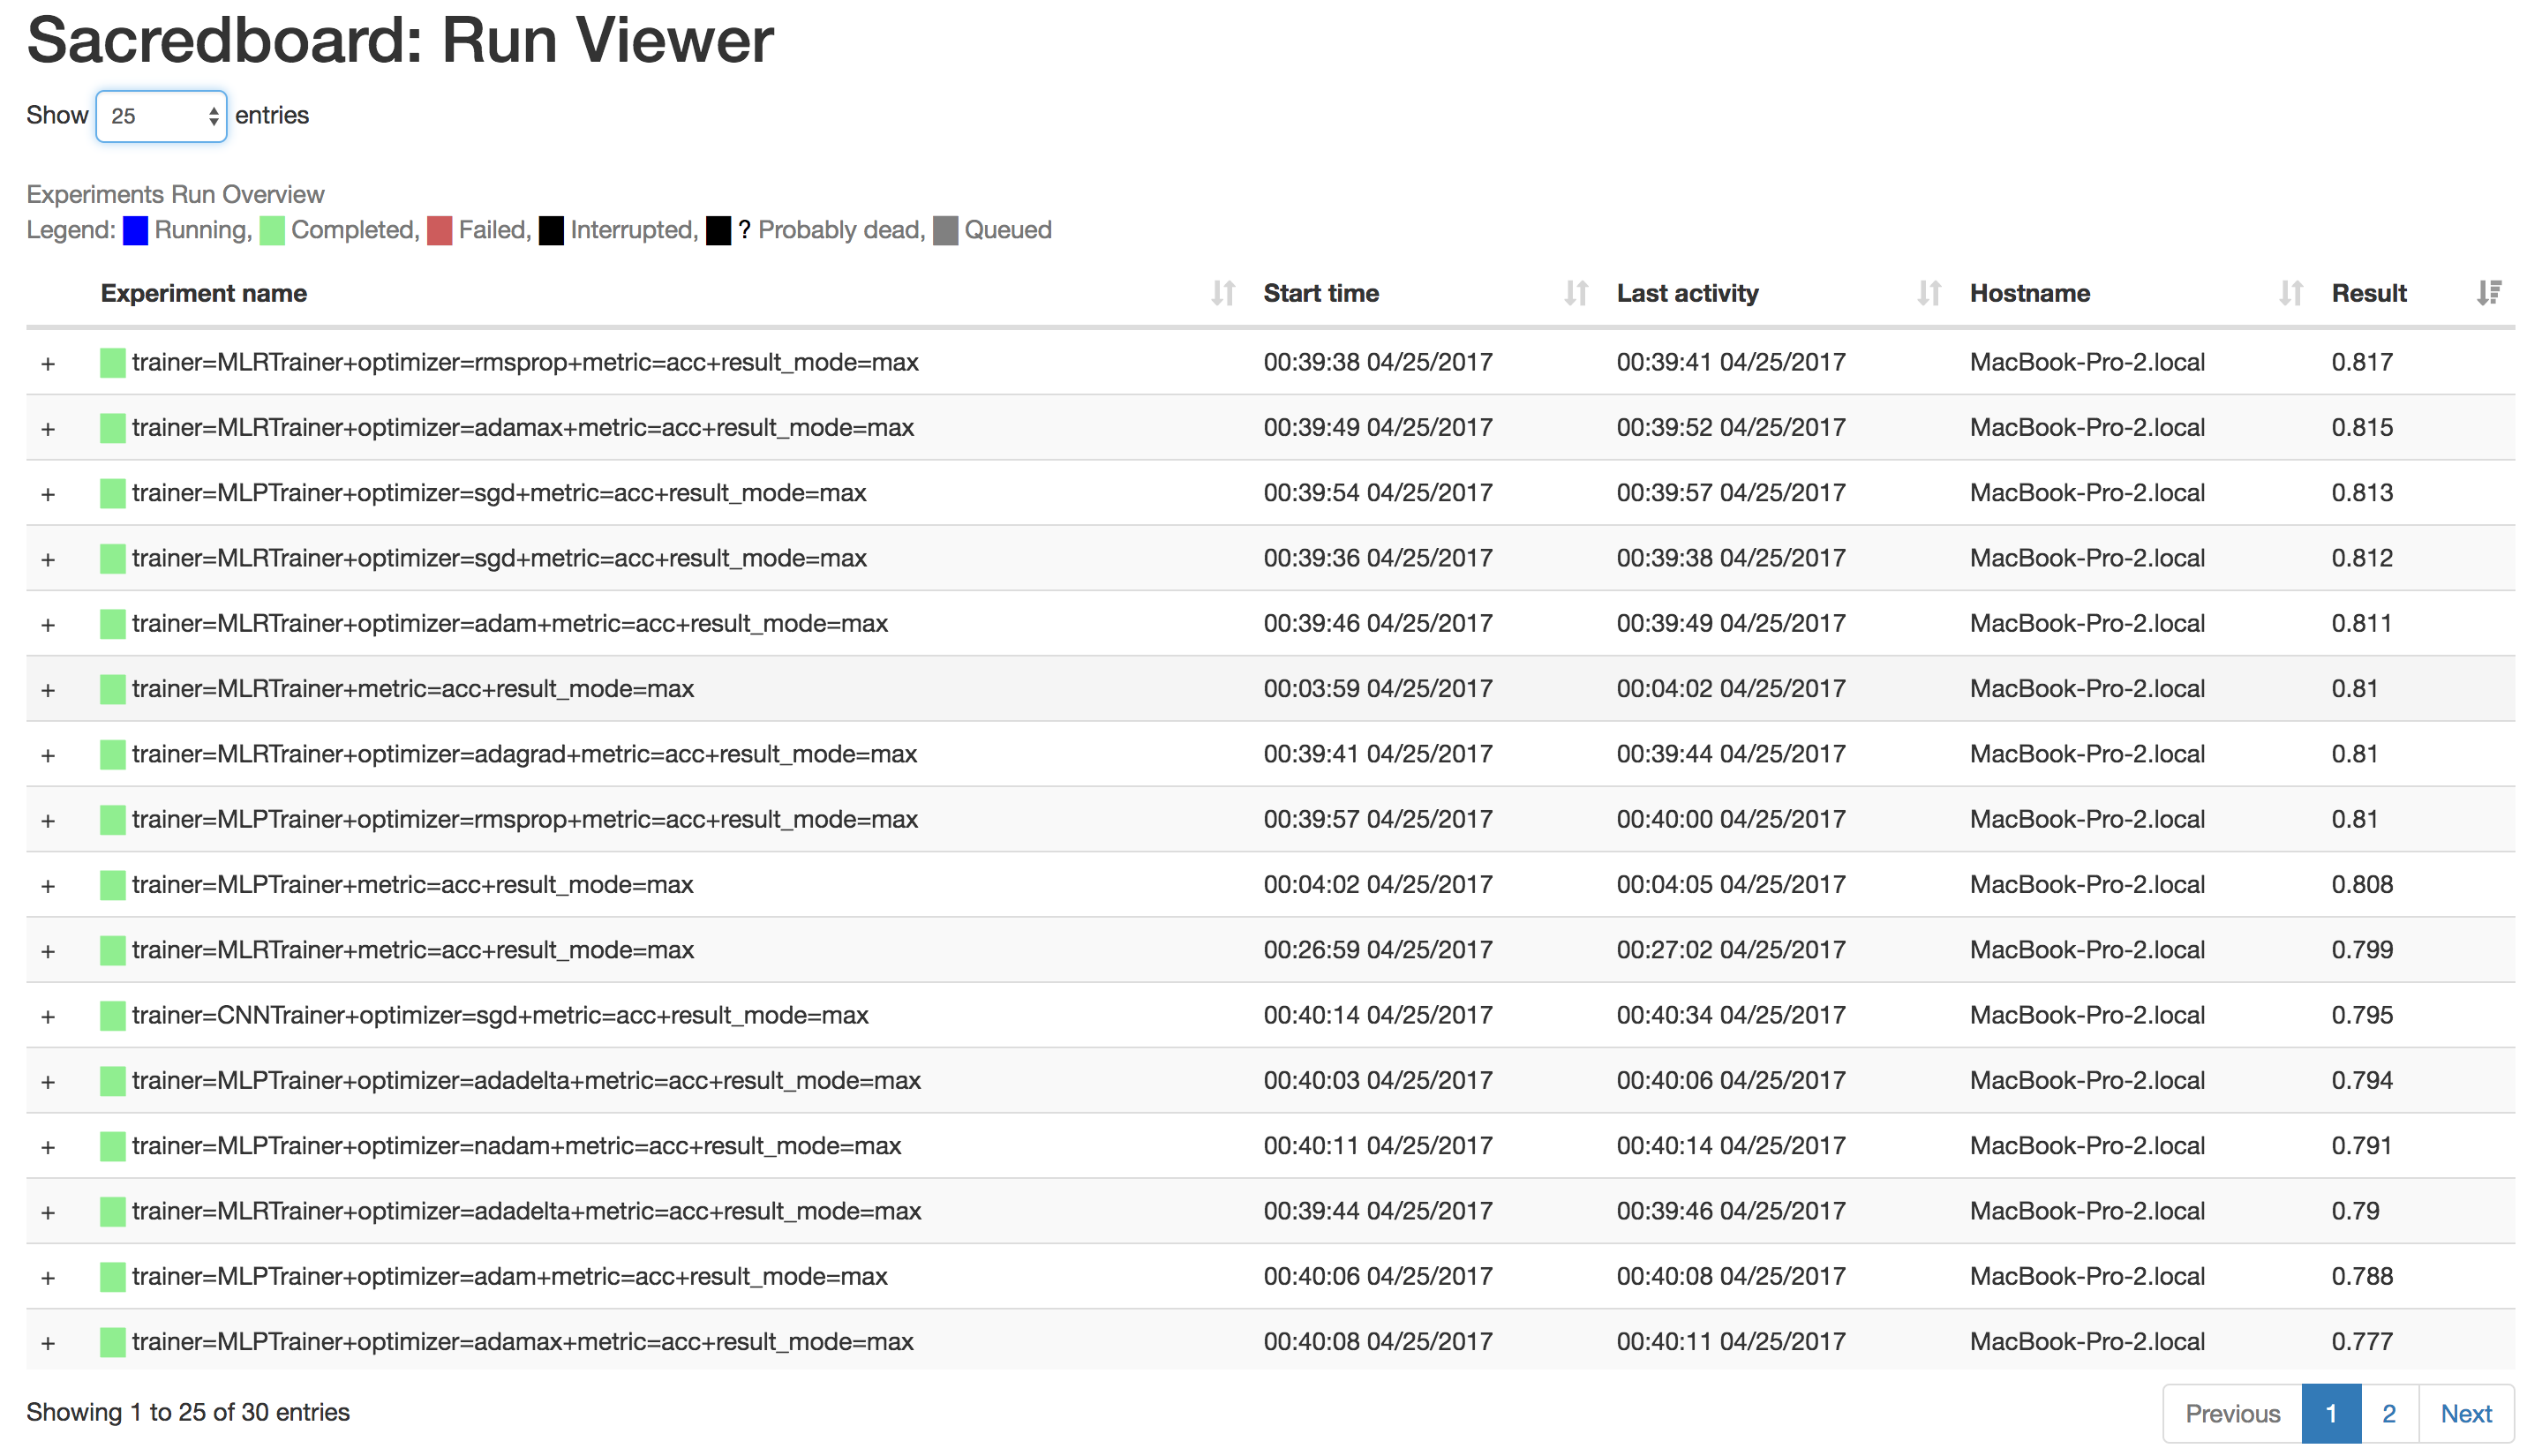 Sacredboard: Run Viewer
Show 25 entries
Experiments Run Overview
Legend: Running, Completed, Failed, Interrupted, ? Probably dead, Queued
Experiment name Start time Last activity Hostname Result
+ trainer=MLRTrainer+optimizer=rmsprop+metric=acc+result_mode=max 00:39:38 04/25/2017 00:39:41 04/25/2017 MacBook-Pro-2.local 0.817
+ trainer=MLRTrainer+optimizer=adamax+metric=acc+result_mode=max 00:39:49 04/25/2017 00:39:52 04/25/2017 MacBook-Pro-2.local 0.815
+ trainer=MLPTrainer+optimizer=sgd+metric=acc+result_mode=max 00:39:54 04/25/2017 00:39:57 04/25/2017 MacBook-Pro-2.local 0.813
+ trainer=MLRTrainer+optimizer=sgd+metric=acc+result_mode=max 00:39:36 04/25/2017 00:39:38 04/25/2017 MacBook-Pro-2.local 0.812
+ trainer=MLRTrainer+optimizer=adam+metric=acc+result_mode=max 00:39:46 04/25/2017 00:39:49 04/25/2017 MacBook-Pro-2.local 0.811
+ trainer=MLRTrainer+metric=acc+result_mode=max 00:03:59 04/25/2017 00:04:02 04/25/2017 MacBook-Pro-2.local 0.81
+ trainer=MLRTrainer+optimizer=adagrad+metric=acc+result_mode=max 00:39:41 04/25/2017 00:39:44 04/25/2017 MacBook-Pro-2.local 0.81
+ trainer=MLPTrainer+optimizer=rmsprop+metric=acc+result_mode=max 00:39:57 04/25/2017 00:40:00 04/25/2017 MacBook-Pro-2.local 0.81
+ trainer=MLPTrainer+metric=acc+result_mode=max 00:04:02 04/25/2017 00:04:05 04/25/2017 MacBook-Pro-2.local 0.808
+ trainer=MLRTrainer+metric=acc+result_mode=max 00:26:59 04/25/2017 00:27:02 04/25/2017 MacBook-Pro-2.local 0.799
+ trainer=CNNTrainer+optimizer=sgd+metric=acc+result_mode=max 00:40:14 04/25/2017 00:40:34 04/25/2017 MacBook-Pro-2.local 0.795
+ trainer=MLPTrainer+optimizer=adadelta+metric=acc+result_mode=max 00:40:03 04/25/2017 00:40:06 04/25/2017 MacBook-Pro-2.local 0.794
+ trainer=MLPTrainer+optimizer=nadam+metric=acc+result_mode=max 00:40:11 04/25/2017 00:40:14 04/25/2017 MacBook-Pro-2.local 0.791
+ trainer=MLRTrainer+optimizer=adadelta+metric=acc+result_mode=max 00:39:44 04/25/2017 00:39:46 04/25/2017 MacBook-Pro-2.local 0.79
+ trainer=MLPTrainer+optimizer=adam+metric=acc+result_mode=max 00:40:06 04/25/2017 00:40:08 04/25/2017 MacBook-Pro-2.local 0.788
+ trainer=MLPTrainer+optimizer=adamax+metric=acc+result_mode=max 00:40:08 04/25/2017 00:40:11 04/25/2017 MacBook-Pro-2.local 0.777
Showing 1 to 25 of 30 entries Previous 1 2 Next